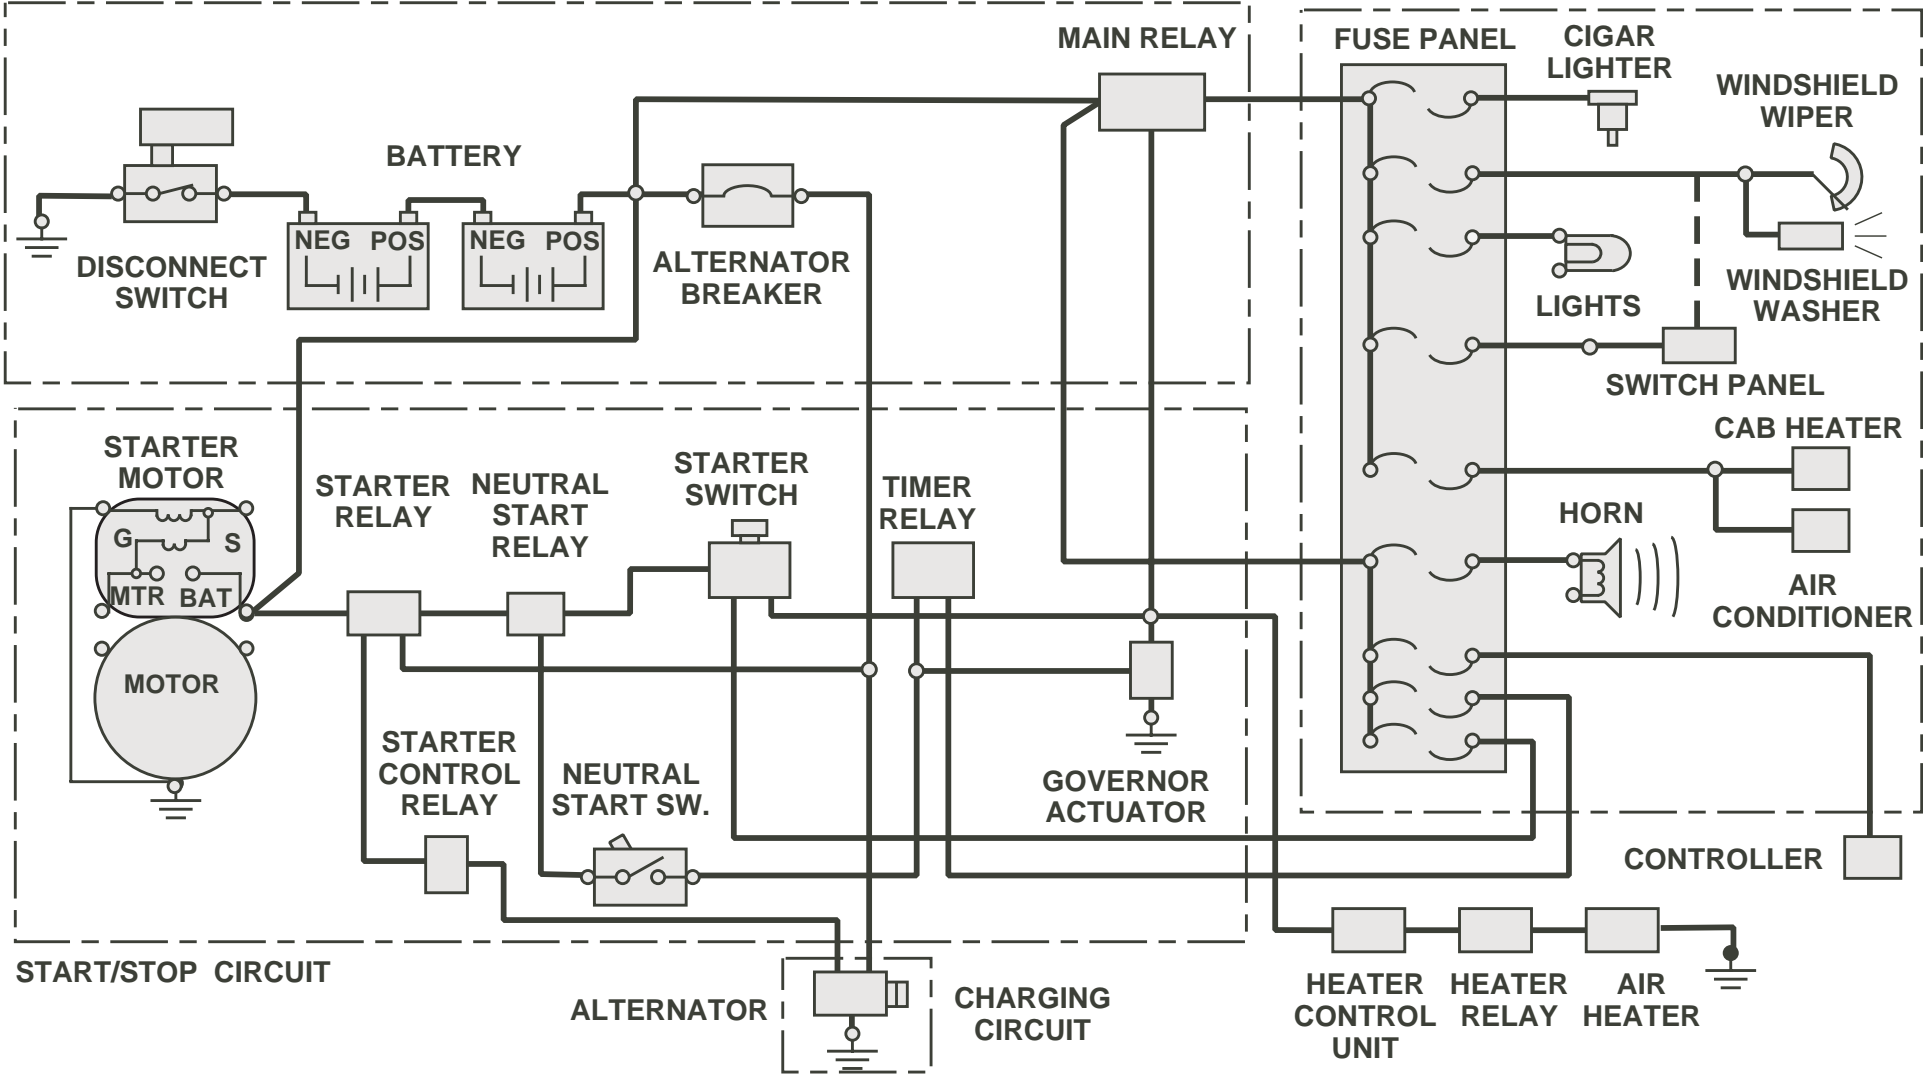 MAIN RELAY
FUSE PANEL
CIGAR
LIGHTER
WINDSHIELD
WIPER
BATTERY
NEG POS
NEG POS
DISCONNECT
SWITCH
ALTERNATOR
BREAKER
LIGHTS
WINDSHIELD
WASHER
SWITCH PANEL
CAB HEATER
STARTER
MOTOR
STARTER
RELAY
NEUTRAL
START
RELAY
STARTER
SWITCH
TIMER
RELAY
HORN
G
S
MTR
BAT
AIR
CONDITIONER
MOTOR
STARTER
CONTROL
RELAY
NEUTRAL
START SW.
GOVERNOR
ACTUATOR
CONTROLLER
START/STOP CIRCUIT
ALTERNATOR
CHARGING
CIRCUIT
HEATER
CONTROL
UNIT
HEATER
RELAY
AIR
HEATER